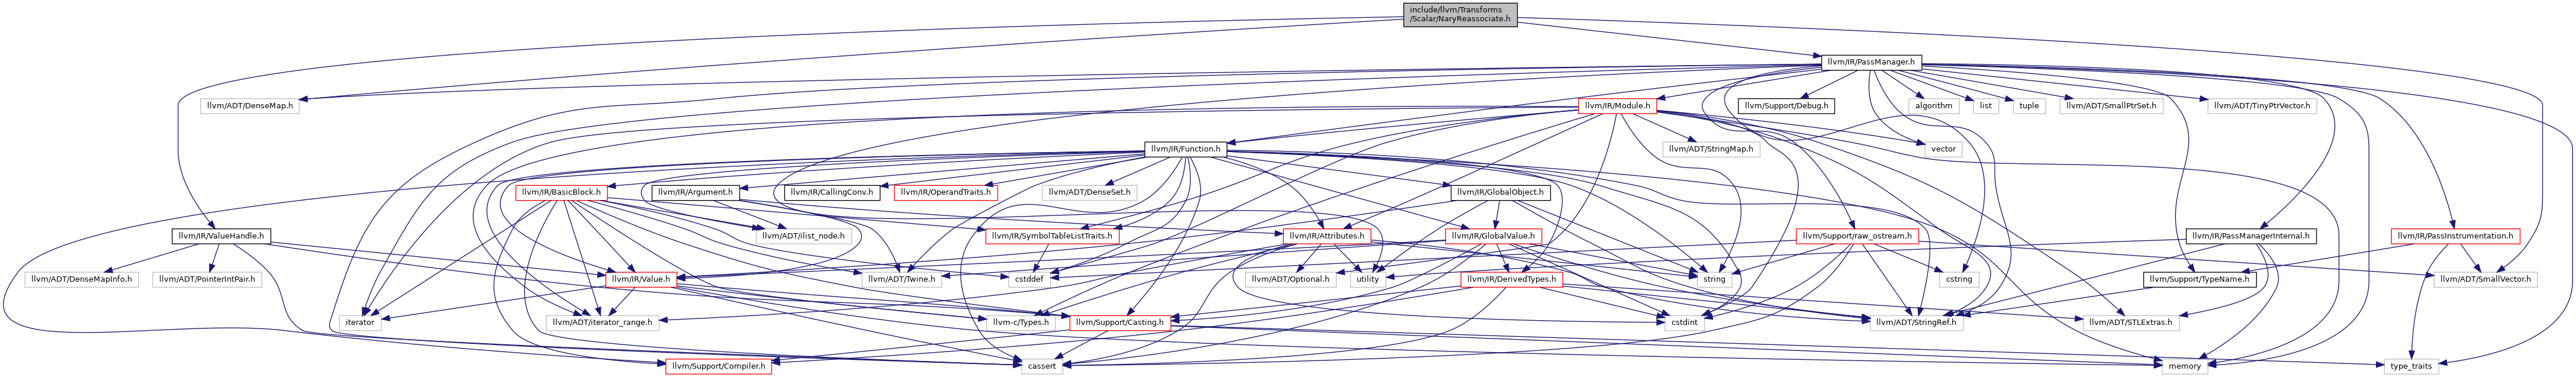 include/llvm/Transforms
/Scalar/NaryReassociate.h
llvm/IR/PassManager.h
llvm/ADT/DenseMap.h
llvm/IR/Module.h
llvm/Support/Debug.h
algorithm
list
tuple
llvm/ADT/SmallPtrSet.h
llvm/ADT/TinyPtrVector.h
llvm/IR/Function.h
llvm/ADT/StringMap.h
vector
llvm/IR/BasicBlock.h
llvm/IR/Argument.h
llvm/IR/CallingConv.h
llvm/IR/OperandTraits.h
llvm/ADT/DenseSet.h
llvm/IR/GlobalObject.h
llvm/IR/ValueHandle.h
llvm/ADT/ilist_node.h
llvm/IR/SymbolTableListTraits.h
llvm/IR/Attributes.h
llvm/IR/GlobalValue.h
llvm/Support/raw_ostream.h
llvm/IR/PassManagerInternal.h
llvm/IR/PassInstrumentation.h
llvm/ADT/DenseMapInfo.h
llvm/ADT/PointerIntPair.h
llvm/IR/Value.h
llvm/ADT/Twine.h
cstddef
llvm/ADT/Optional.h
utility
llvm/IR/DerivedTypes.h
string
cstring
llvm/Support/TypeName.h
llvm/ADT/SmallVector.h
iterator
llvm/ADT/iterator_range.h
llvm-c/Types.h
llvm/Support/Casting.h
cstdint
llvm/ADT/StringRef.h
llvm/ADT/STLExtras.h
llvm/Support/Compiler.h
cassert
memory
type_traits